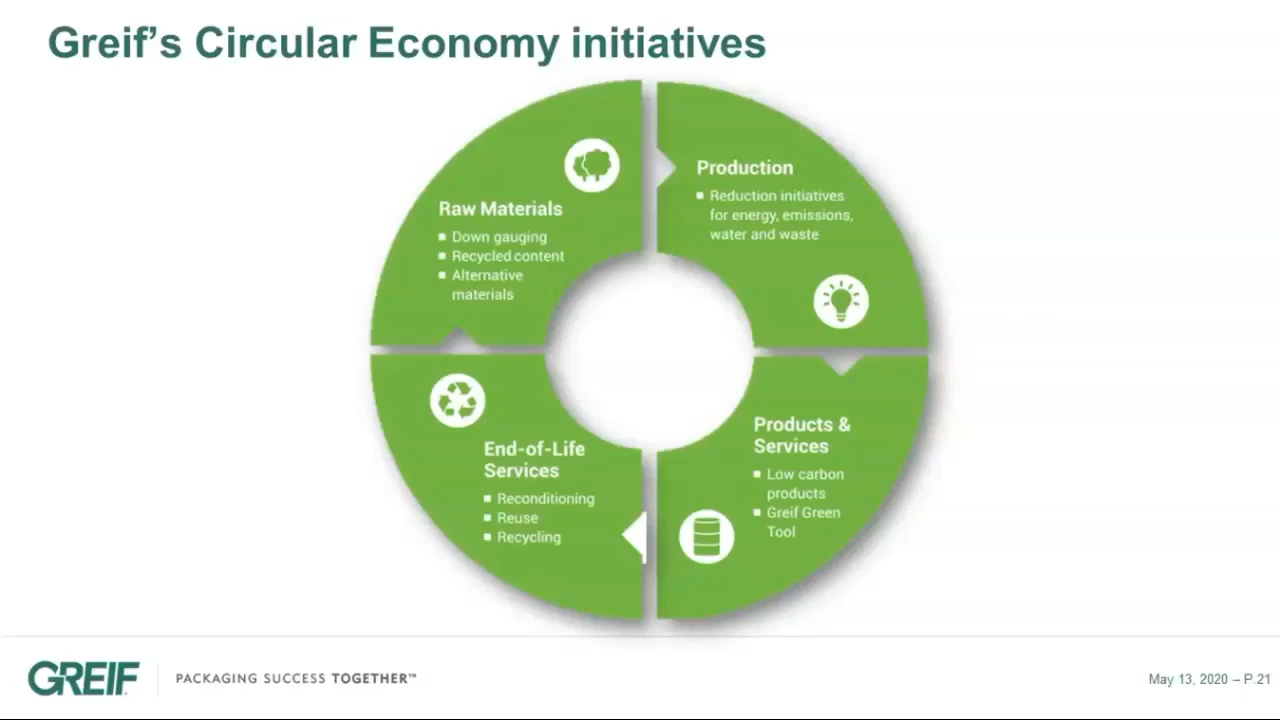 Greif's Circular Economy initiatives
Raw Materials
▪ Down gauging
▪ Recycled content
▪ Alternative
materials
Production
▪ Reduction initiatives
for energy, emissions,
water and waste
Products &
Services
▪ Low carbon
products
▪ Greif Green
Tool
End-of-Life
Services
▪ Reconditioning
▪ Reuse
▪ Recycling
GREIF
PACKAGING SUCCESS TOGETHER™
May 13, 2020 – P.21